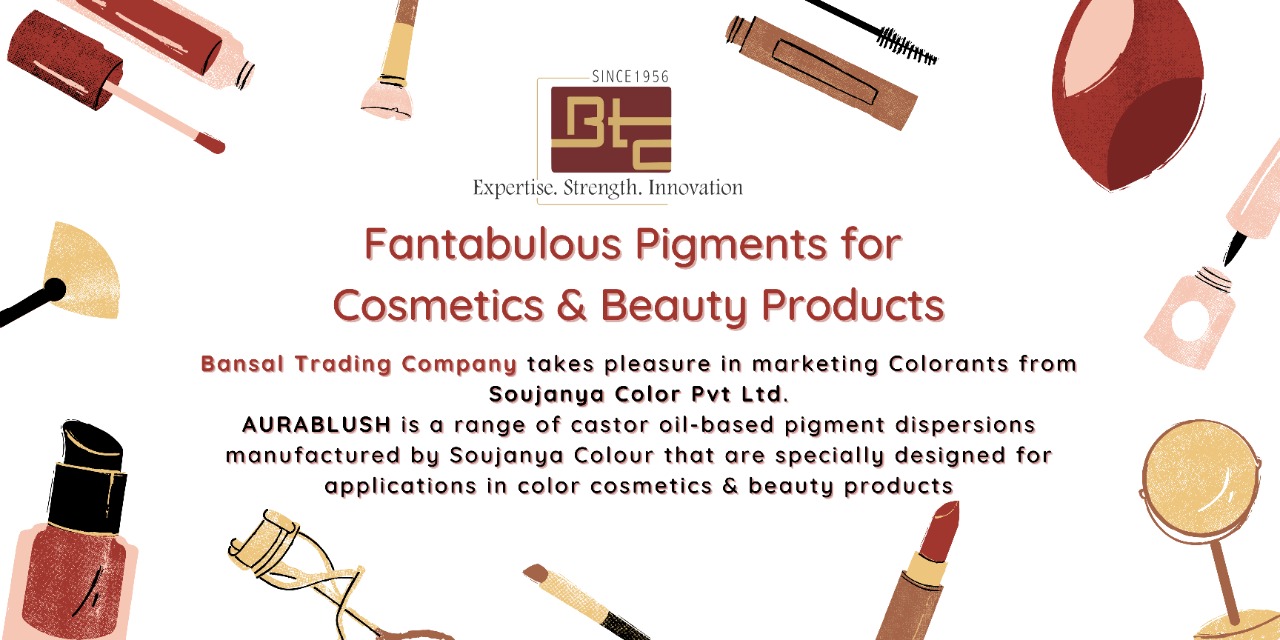 SINCE1956
Btc
Expertise. Strength. Innovation
Fantabulous Pigments for
Cosmetics & Beauty Products
Bansal Trading Company takes pleasure in marketing Colorants from
Soujanya Color Pvt Ltd.
AURABLUSH is a range of castor oil-based pigment dispersions
manufactured by Soujanya Colour that are specially designed for
applications in color cosmetics & beauty products